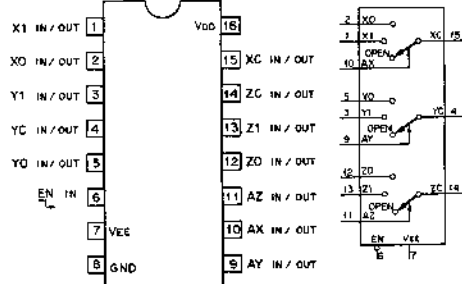 X1 IN/OUT 1
X0 IN/OUT 2
Y1 IN/OUT 3
YC IN/OUT 4
Y0 IN/OUT 5
EN IN 6
7 VEE
8 GND
VDD 16
15 XC IN/OUT
14 ZC IN/OUT
13 Z1 IN/OUT
12 Z0 IN/OUT
11 AZ IN/OUT
10 AX IN/OUT
9 AY IN/OUT
2 X0
1 X1 XC 15
OPEN
10 AX
5 Y0
3 Y1 YC 4
OPEN
9 AY
12 Z0
13 Z1 ZC 14
OPEN
11 AZ
EN VEE
6 7